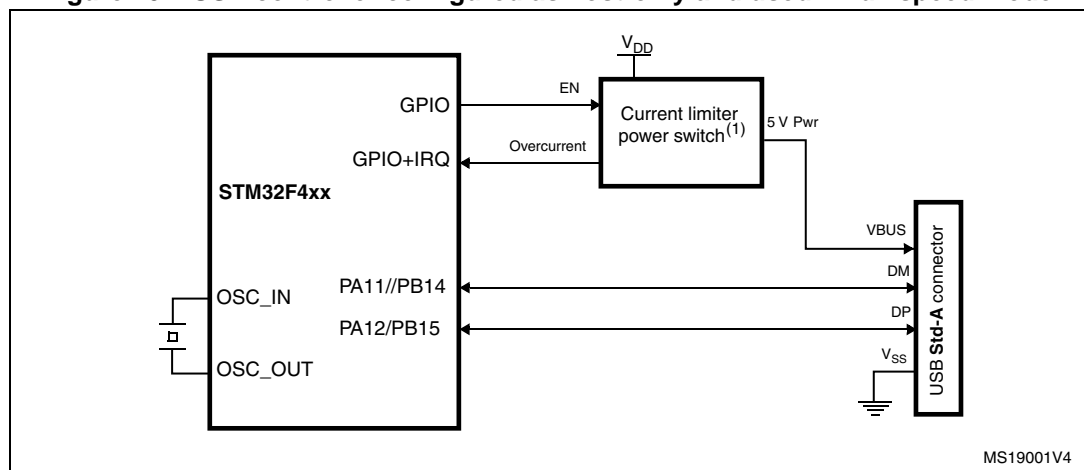 V_DD
EN
GPIO
Current limiter
power switch(1)
5 V Pwr
Overcurrent
GPIO+IRQ
STM32F4xx
VBUS
DM
PA11//PB14
OSC_IN
DP
PA12/PB15
V_SS
OSC_OUT
USB Std-A connector
MS19001V4